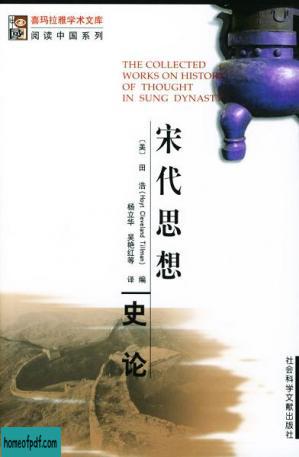 喜玛拉雅学术文库
阅读中国系列
THE COLLECTED
WORKS ON HISTORY
OF THOUGHT
IN SUNG DYNASTY
宋代思想
史论
〔美〕田 浩(Hoyt Cleveland Tillman) 编
杨立华 吴艳红等 译
社会科学文献出版社
homeofpdf.com